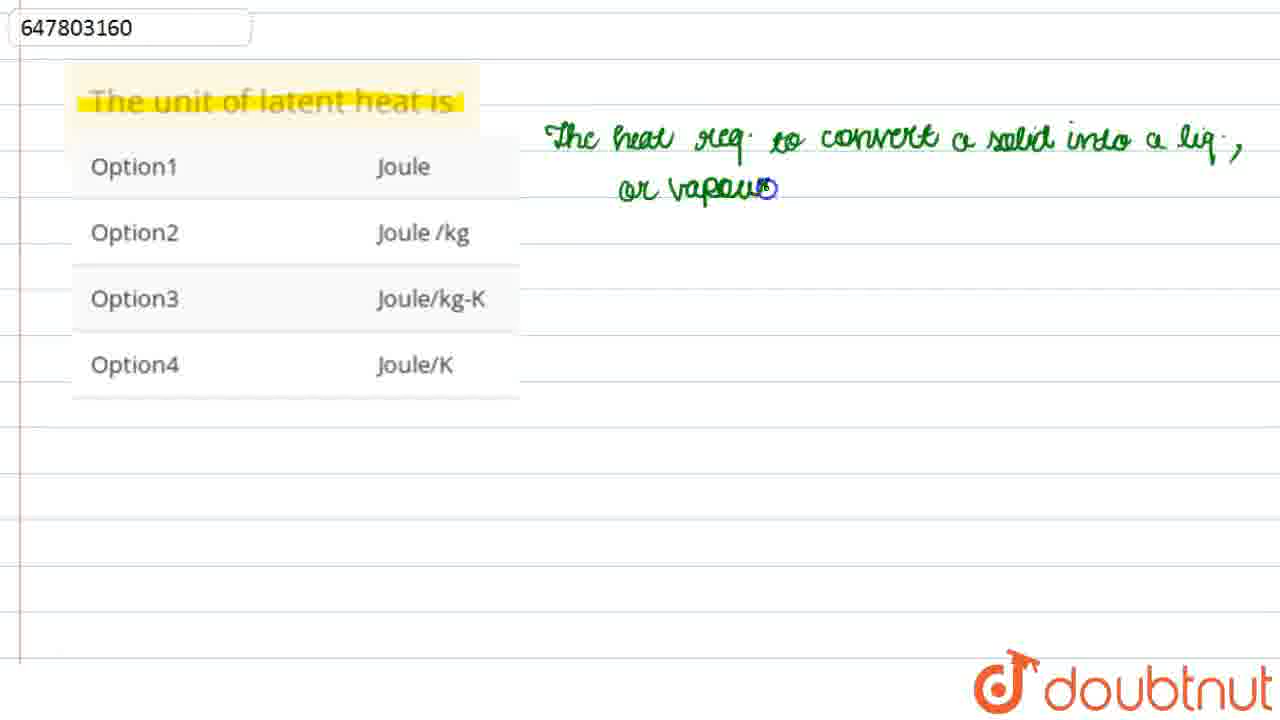 647803160
The unit of latent heat is
Option1 Joule
Option2 Joule /kg
Option3 Joule/kg-K
Option4 Joule/K
The heat req. to convert a solid into a liq.,
or vapour
doubtnut